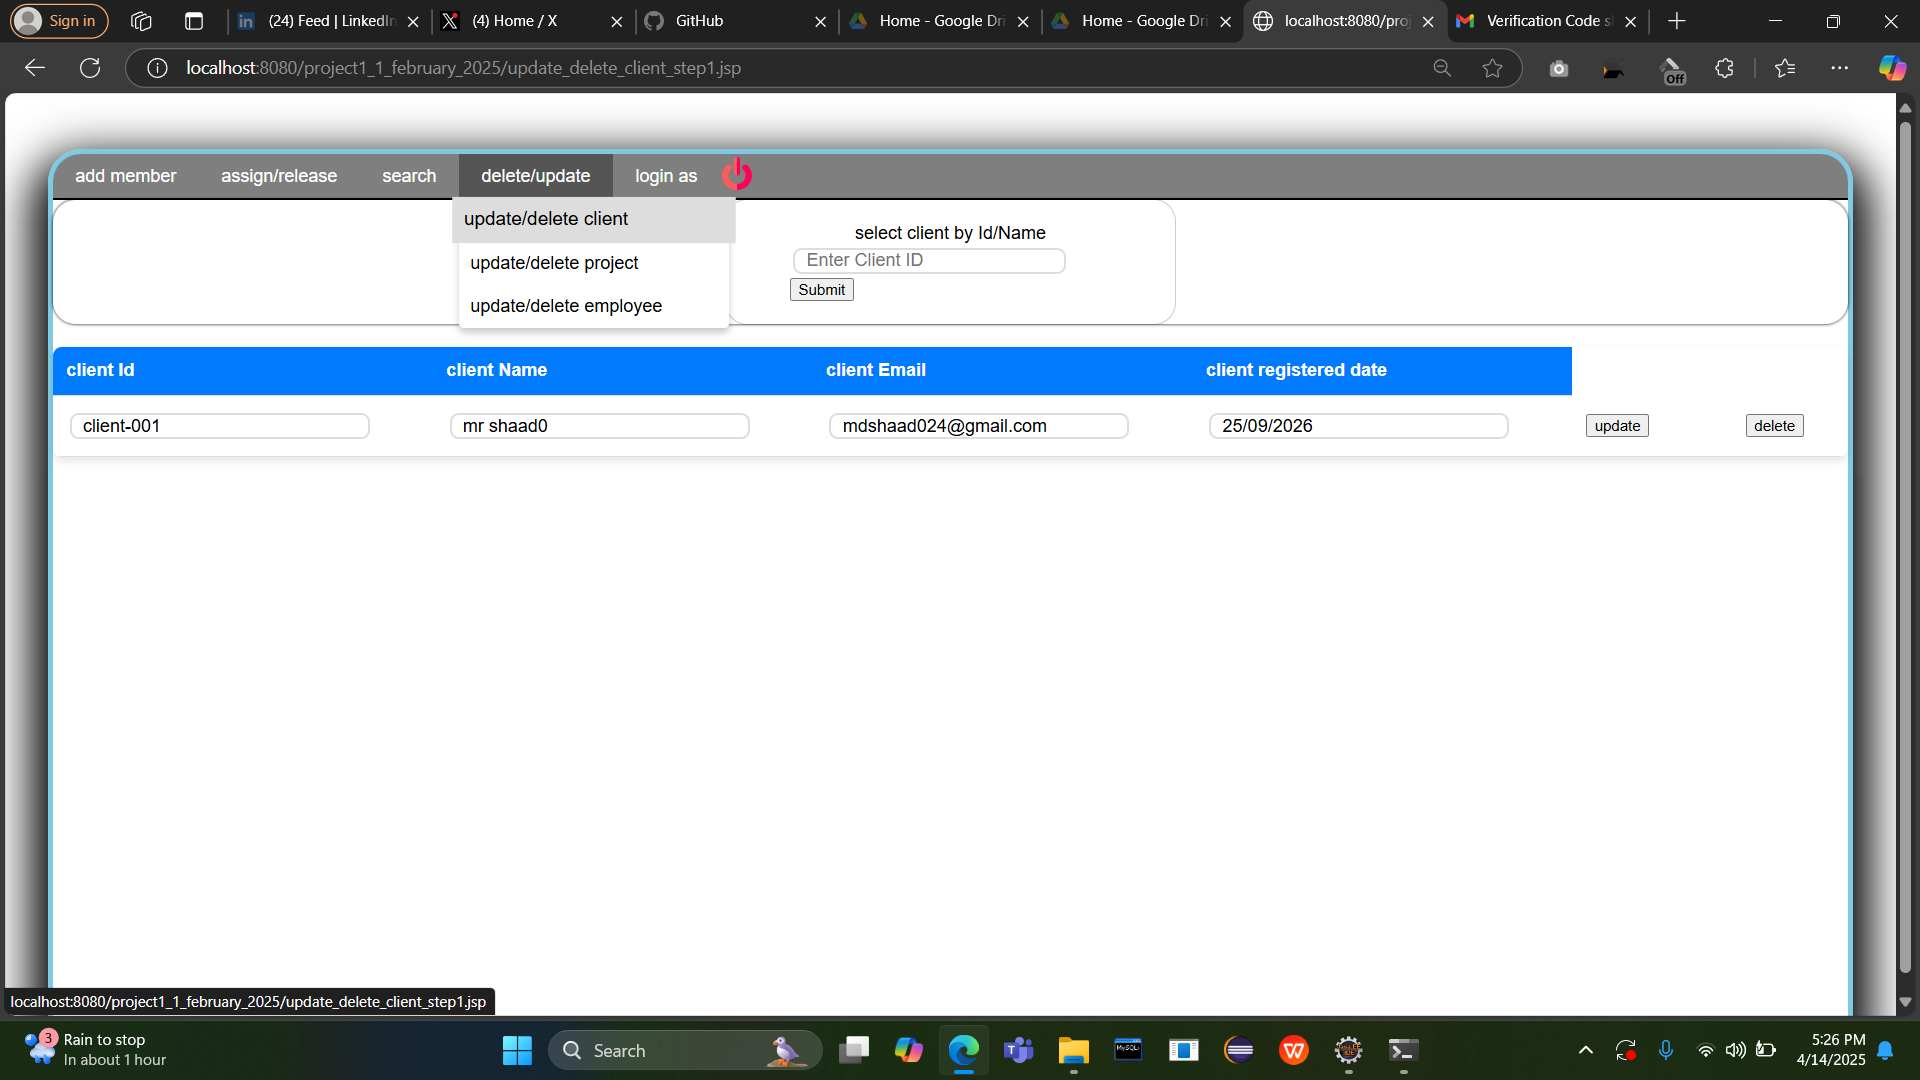 Sign in
(24) Feed | LinkedIn
(4) Home / X
GitHub
Home - Google Dri
Home - Google Dri
localhost:8080/proj
Verification Code s
localhost:8080/project1_1_february_2025/update_delete_client_step1.jsp
Off
add member
assign/release
search
delete/update
login as
update/delete client
update/delete project
update/delete employee
select client by Id/Name
Enter Client ID
Submit
client Id
client Name
client Email
client registered date
client-001
mr shaad0
mdshaad024@gmail.com
25/09/2026
update
delete
localhost:8080/project1_1_february_2025/update_delete_client_step1.jsp
3
Rain to stop
In about 1 hour
Search
MySQL
5:26 PM
4/14/2025